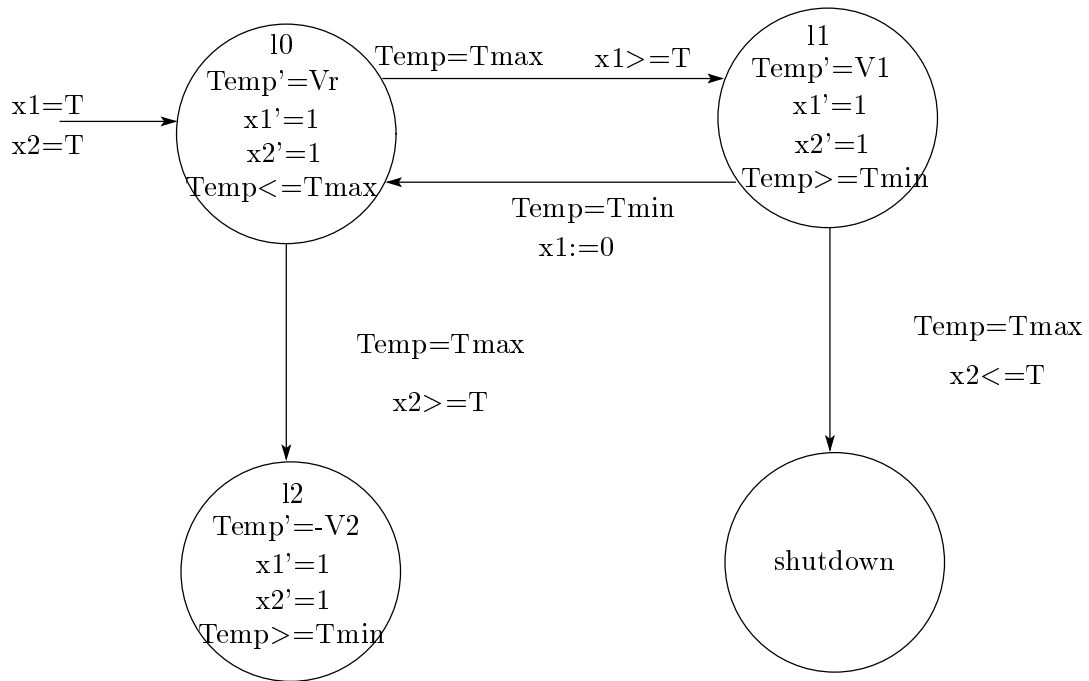 l0
Temp'=Vr
x1'=1
x2'=1
Temp<=Tmax
x1=T
x2=T
Temp=Tmax x1>=T
l1
Temp'=V1
x1'=1
x2'=1
Temp>=Tmin
Temp=Tmin
x1:=0
Temp=Tmax
x2>=T
Temp=Tmax
x2<=T
l2
Temp'=-V2
x1'=1
x2'=1
Temp>=Tmin
shutdown